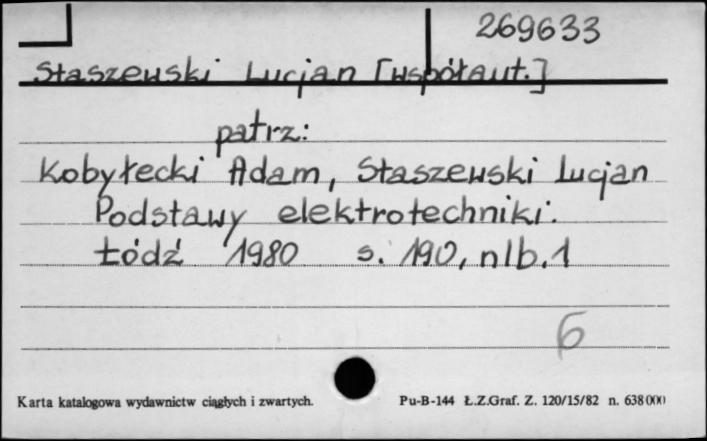 269633
Staszewski Lucjan [współaut.]
patrz:
Kobyłecki Adam, Staszewski Lucjan
Podstawy elektrotechniki.
Łódź 1980 s. 190, nlb. 1
6
Karta katalogowa wydawnictw ciągłych i zwartych. Pu-B-144 Ł.Z.Graf. Z. 120/15/82 n. 638000